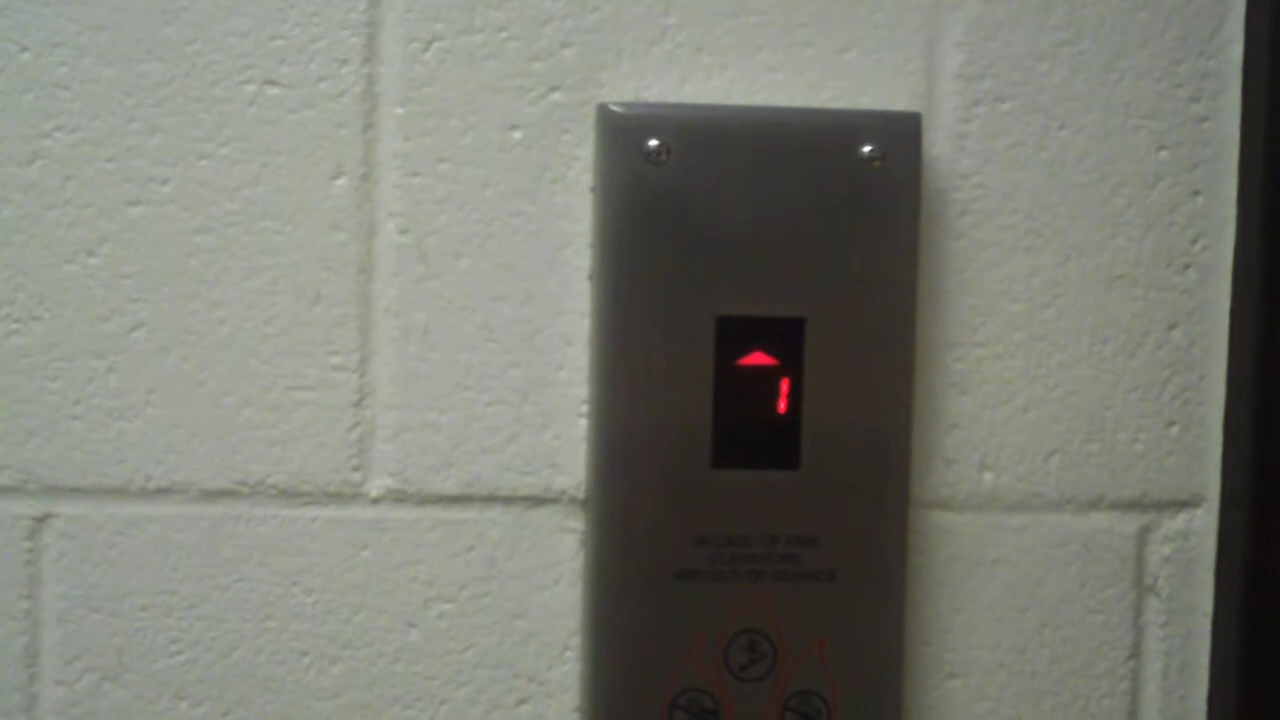 1
IN CASE OF FIRE
ELEVATORS
ARE OUT OF SERVICE